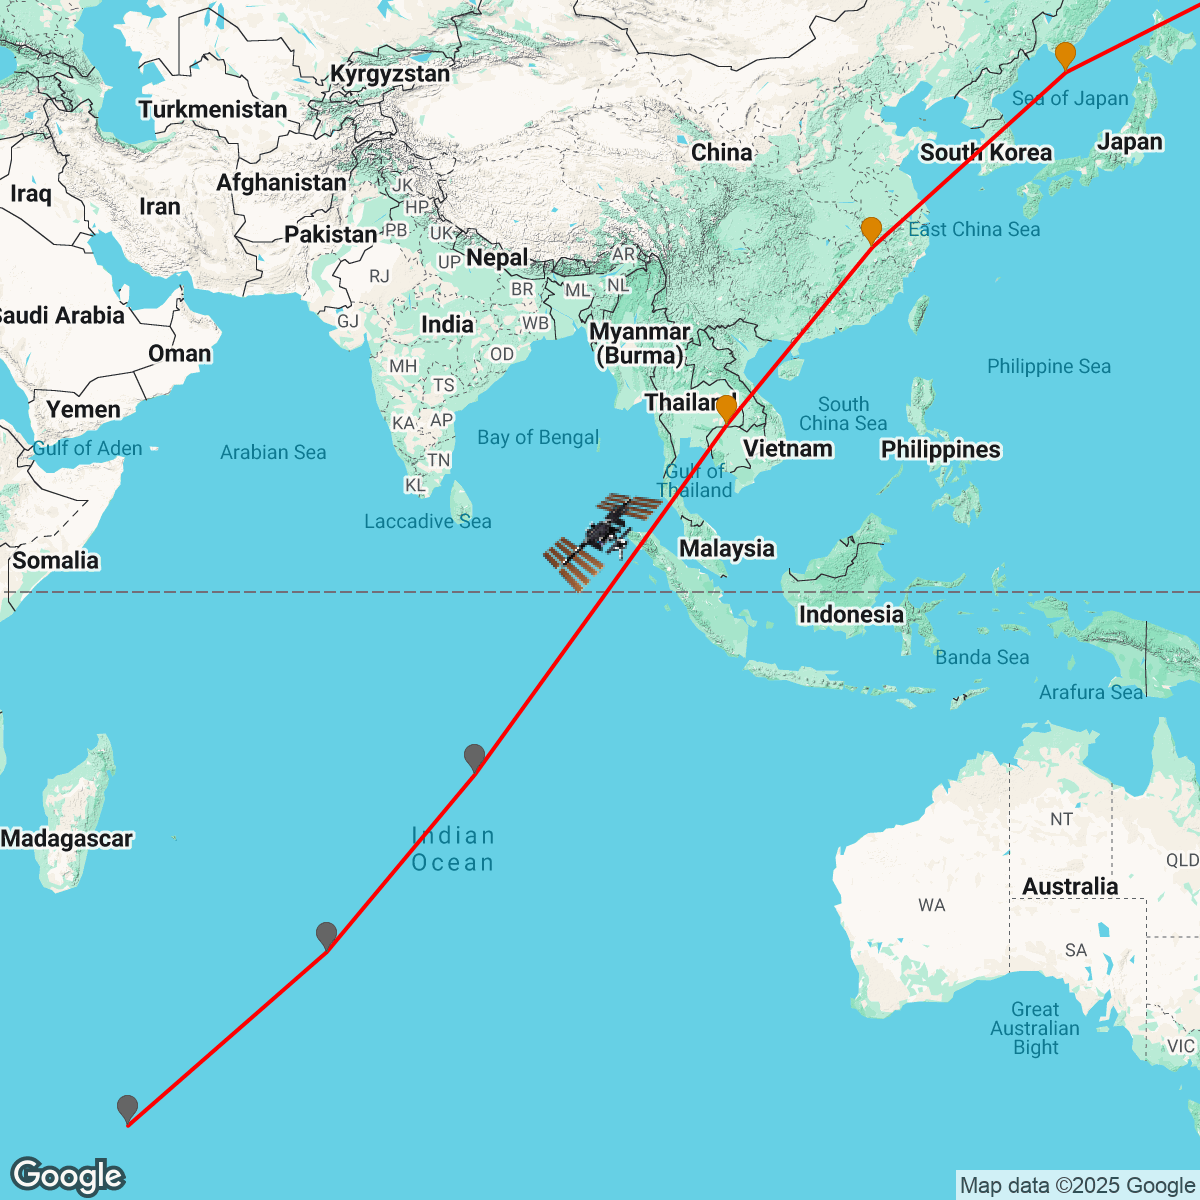 Kyrgyzstan
Sea of Japan
Turkmenistan
Japan
China
South Korea
Afghanistan
JK
Iraq
Iran
HP
Pakistan
PB
UK
East China Sea
Nepal
UP
AR
RJ
BR
ML
NL
Saudi Arabia
GJ
India
WB
Myanmar
(Burma)
Oman
OD
MH
Philippine Sea
TS
Yemen
Thailand
South
China Sea
KA
AP
Gulf of Aden
Arabian Sea
Bay of Bengal
Vietnam
Philippines
TN
KL
Gulf of
Thailand
Laccadive Sea
Malaysia
Somalia
Indonesia
Banda Sea
Arafura Sea
Madagascar
Indian
Ocean
NT
QLD
Australia
WA
SA
Great
Australian
Bight
VIC
Google
Map data ©2025 Google